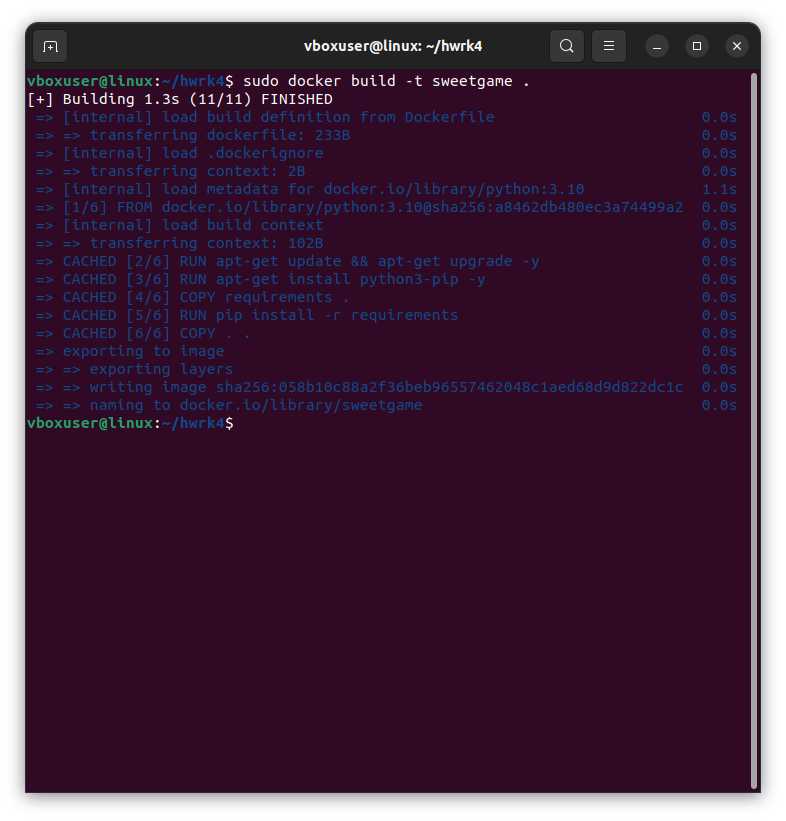 vboxuser@linux: ~/hwrk4
vboxuser@linux:~/hwrk4$ sudo docker build -t sweetgame .
[+] Building 1.3s (11/11) FINISHED
=> [internal] load build definition from Dockerfile 0.0s
=> => transferring dockerfile: 233B 0.0s
=> [internal] load .dockerignore 0.0s
=> => transferring context: 2B 0.0s
=> [internal] load metadata for docker.io/library/python:3.10 1.1s
=> [1/6] FROM docker.io/library/python:3.10@sha256:a8462db480ec3a74499a2 0.0s
=> [internal] load build context 0.0s
=> => transferring context: 102B 0.0s
=> CACHED [2/6] RUN apt-get update && apt-get upgrade -y 0.0s
=> CACHED [3/6] RUN apt-get install python3-pip -y 0.0s
=> CACHED [4/6] COPY requirements . 0.0s
=> CACHED [5/6] RUN pip install -r requirements 0.0s
=> CACHED [6/6] COPY . . 0.0s
=> exporting to image 0.0s
=> => exporting layers 0.0s
=> => writing image sha256:058b10c88a2f36beb96557462048c1aed68d9d822dc1c 0.0s
=> => naming to docker.io/library/sweetgame 0.0s
vboxuser@linux:~/hwrk4$